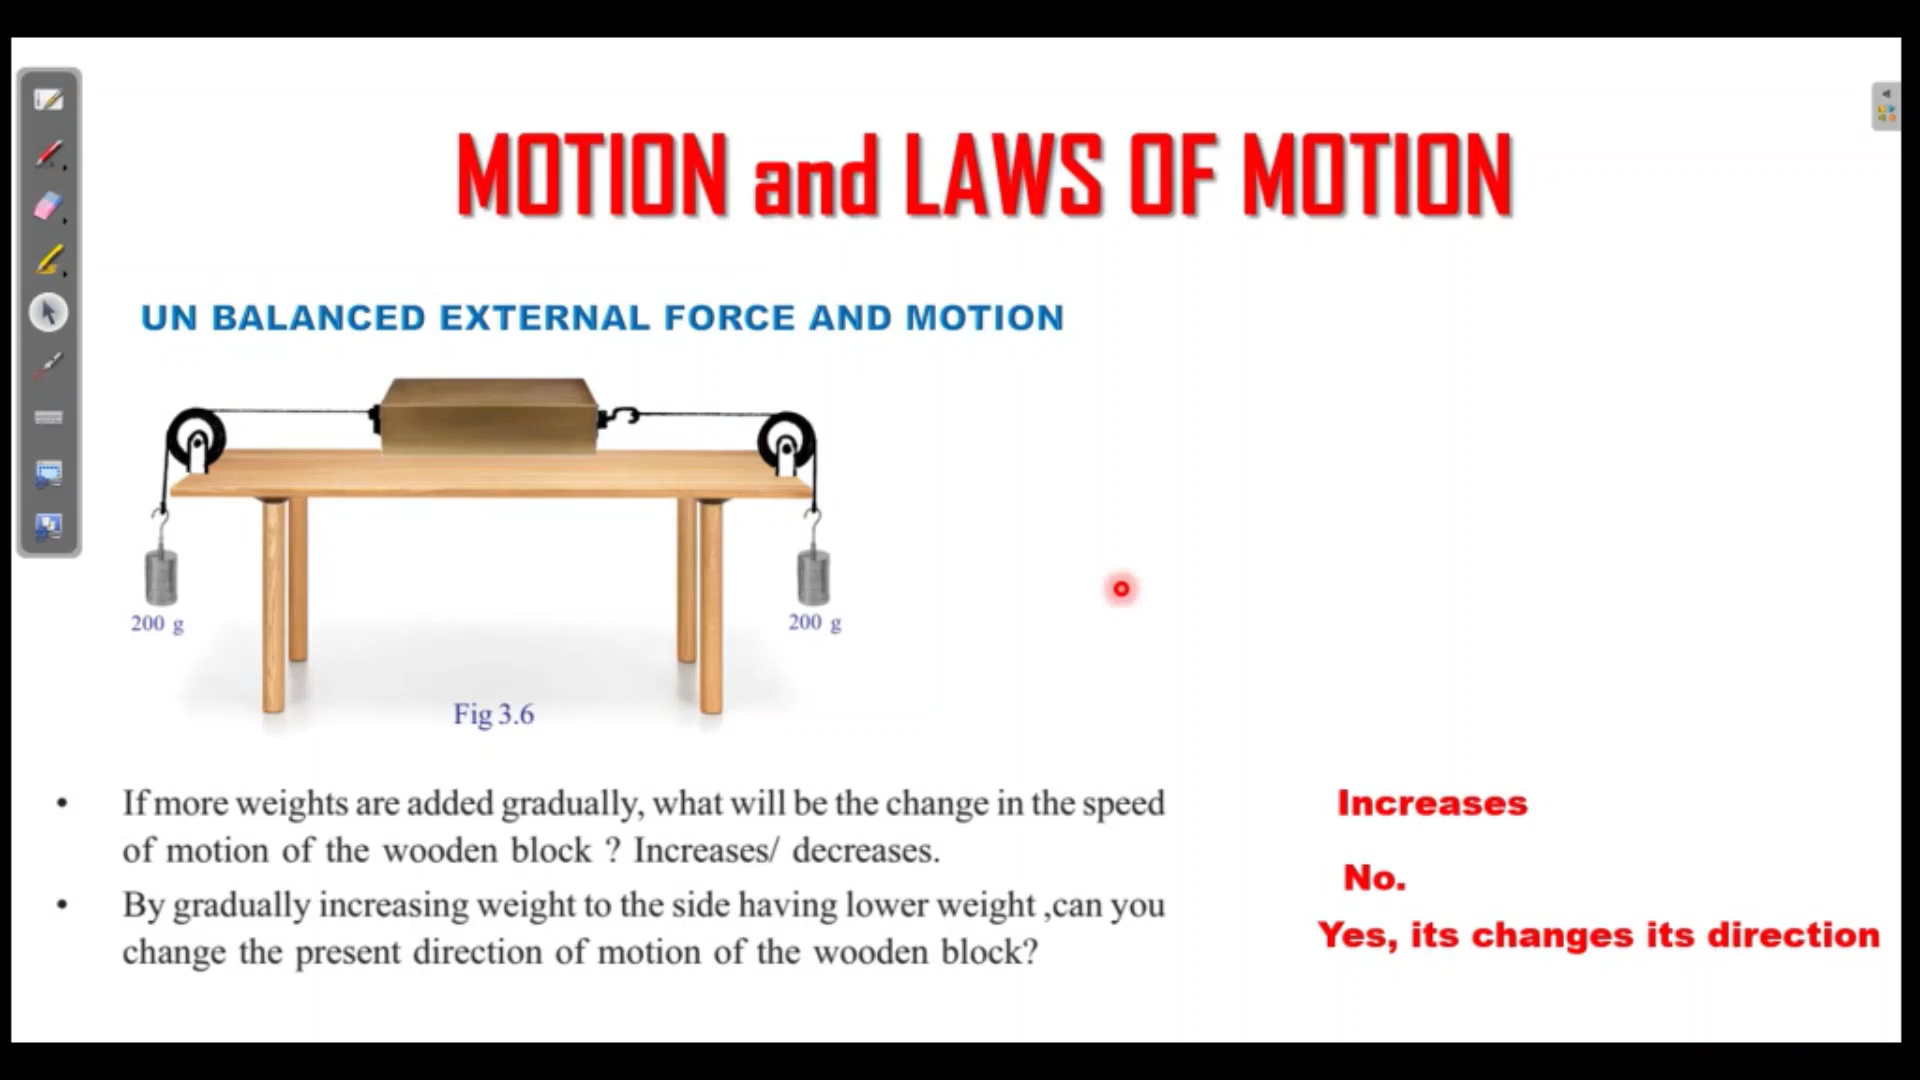 MOTION and LAWS OF MOTION
UN BALANCED EXTERNAL FORCE AND MOTION
200 g
200 g
Fig 3.6
• If more weights are added gradually, what will be the change in the speed
of motion of the wooden block ? Increases/ decreases.
• By gradually increasing weight to the side having lower weight ,can you
change the present direction of motion of the wooden block?
Increases
No.
Yes, its changes its direction